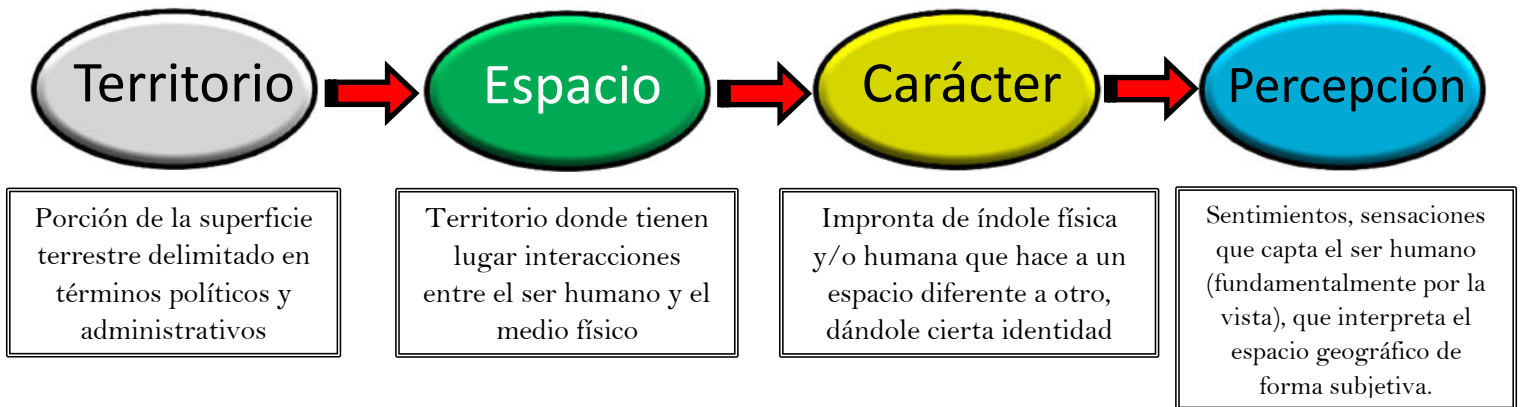 Territorio
Espacio
Carácter
Percepción
Porción de la superficie
terrestre delimitado en
términos políticos y
administrativos
Territorio donde tienen
lugar interacciones
entre el ser humano y el
medio físico
Impronta de índole física
y/o humana que hace a un
espacio diferente a otro,
dándole cierta identidad
Sentimientos, sensaciones
que capta el ser humano
(fundamentalmente por la
vista), que interpreta el
espacio geográfico de
forma subjetiva.